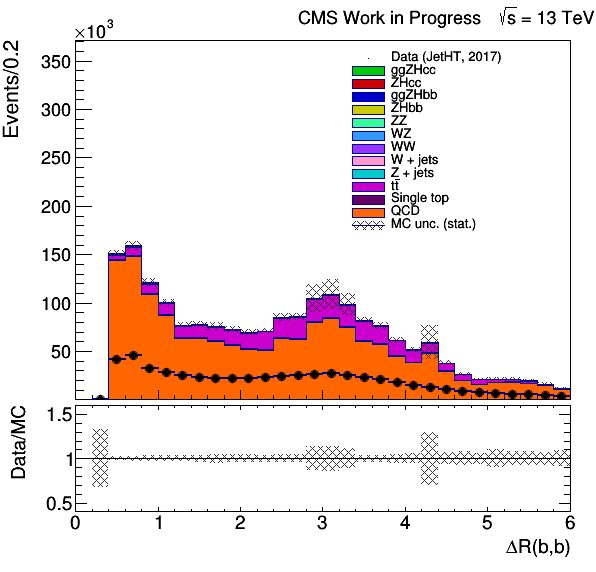 CMS Work in Progress √s = 13 TeV
×10³
Events/0.2
350
300
250
200
150
100
50
Data (JetHT, 2017)
ggZHcc
ZHcc
ggZHbb
ZHbb
ZZ
WZ
WW
W + jets
Z + jets
tt̄
Single top
QCD
MC unc. (stat.)
Data/MC
1.5
1
0.5
0 1 2 3 4 5 6
ΔR(b,b)